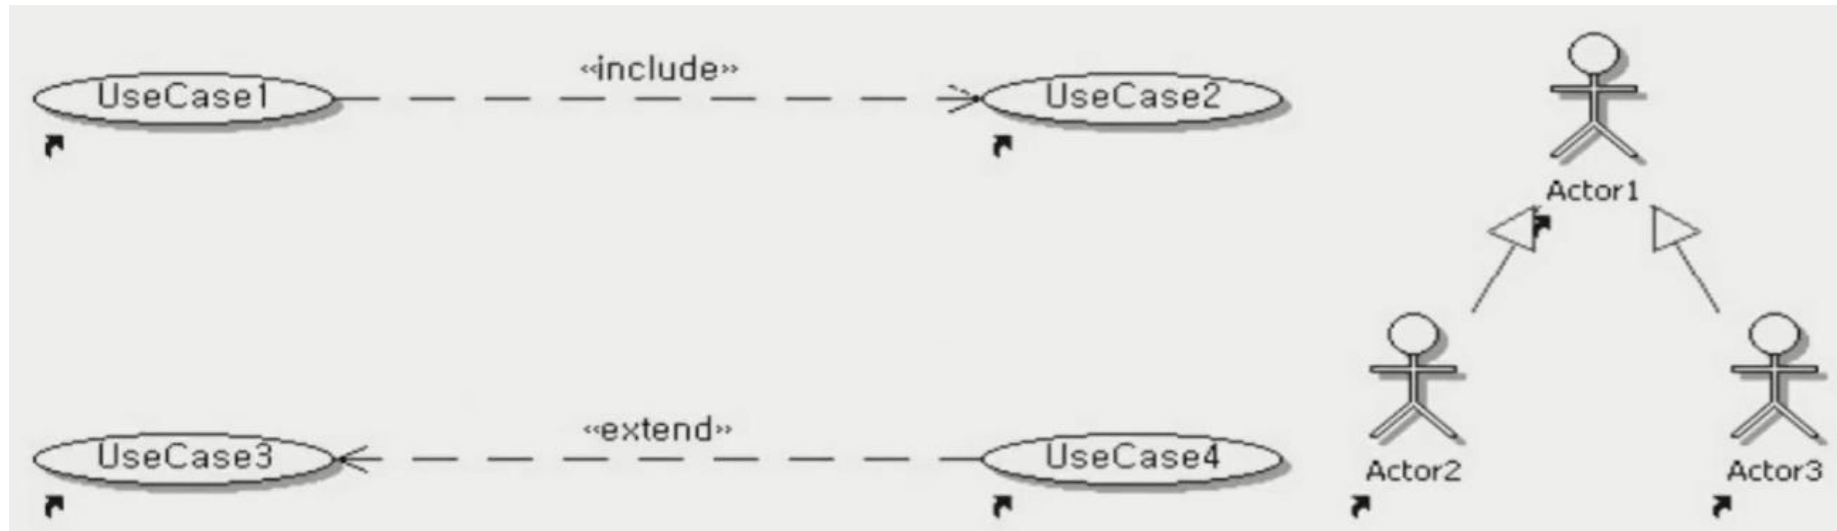 «include»
UseCase1
UseCase2
Actor1
«extend»
UseCase3
UseCase4
Actor2
Actor3